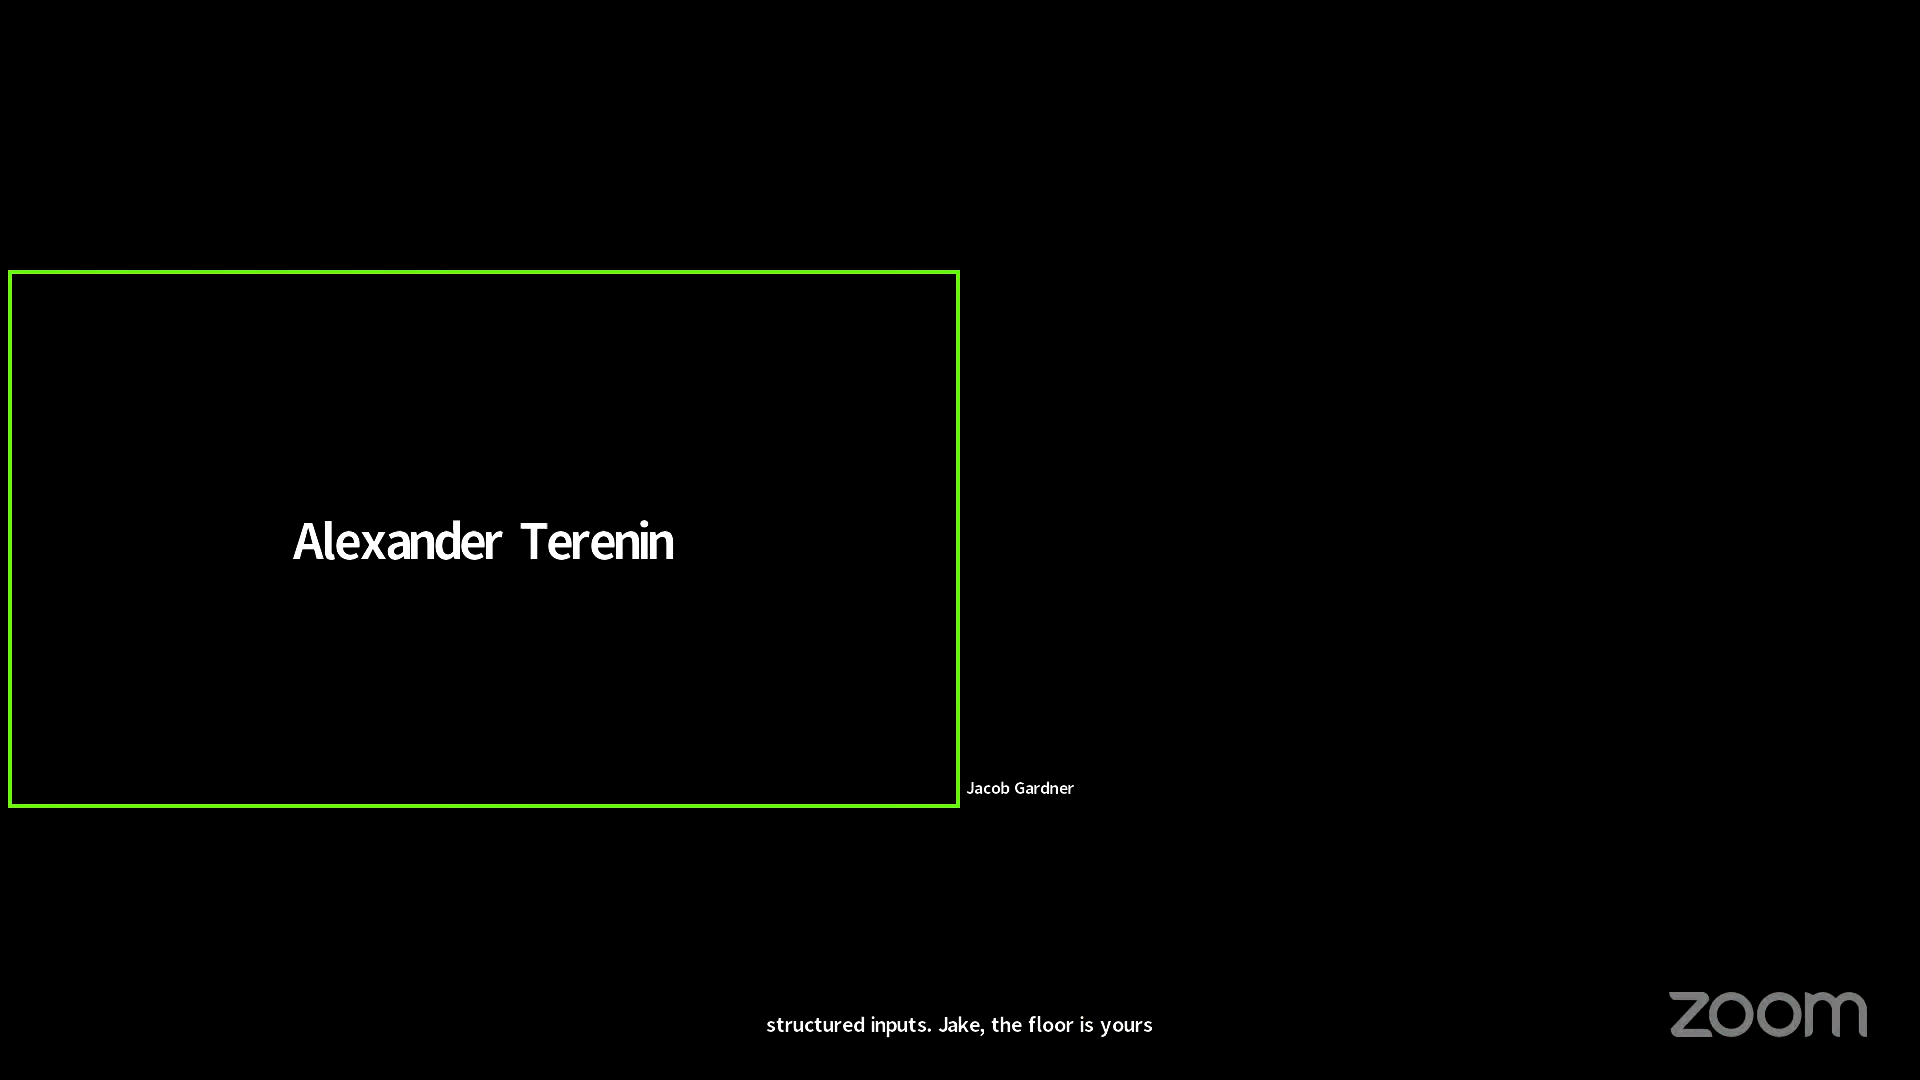 Alexander Terenin
Jacob Gardner
structured inputs. Jake, the floor is yours
zoom